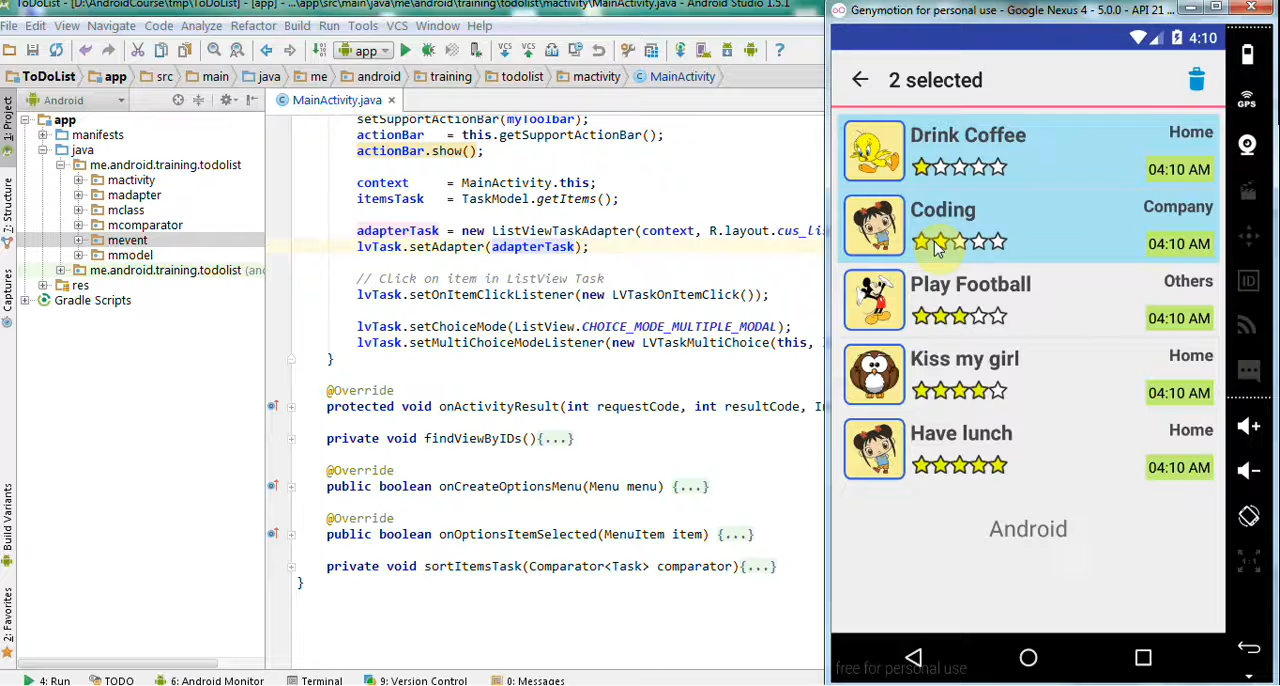 ToDoList - [D:\AndroidCourse\tmp\ToDoList] - [app] - ...\app\src\main\java\me\android\training\todolist\mactivity\MainActivity.java - Android Studio 1.5.1
File Edit View Navigate Code Analyze Refactor Build Run Tools VCS Window Help
app
ToDoList app src main java me android training todolist mactivity MainActivity
Android
MainActivity.java
1: Project
7: Structure
Captures
Build Variants
2: Favorites
app
manifests
java
me.android.training.todolist
mactivity
madapter
mclass
mcomparator
mevent
mmodel
me.android.training.todolist (an
res
Gradle Scripts
setSupportActionBar(myToolbar);
actionBar = this.getSupportActionBar();
actionBar.show();
context = MainActivity.this;
itemsTask = TaskModel.getItems();
adapterTask = new ListViewTaskAdapter(context, R.layout.cus_li
lvTask.setAdapter(adapterTask);
// Click on item in ListView Task
lvTask.setOnItemClickListener(new LVTaskOnItemClick());
lvTask.setChoiceMode(ListView.CHOICE_MODE_MULTIPLE_MODAL);
lvTask.setMultiChoiceModeListener(new LVTaskMultiChoice(this,
}
@Override
protected void onActivityResult(int requestCode, int resultCode, In
private void findViewByIDs(){...}
@Override
public boolean onCreateOptionsMenu(Menu menu) {...}
@Override
public boolean onOptionsItemSelected(MenuItem item) {...}
private void sortItemsTask(Comparator<Task> comparator){...}
}
4: Run TODO 6: Android Monitor Terminal 9: Version Control 0: Messages
Genymotion for personal use - Google Nexus 4 - 5.0.0 - API 21 ...
4:10
2 selected
Drink Coffee Home
04:10 AM
Coding Company
04:10 AM
Play Football Others
04:10 AM
Kiss my girl Home
04:10 AM
Have lunch Home
04:10 AM
Android
free for personal use
GPS
ID
1:1